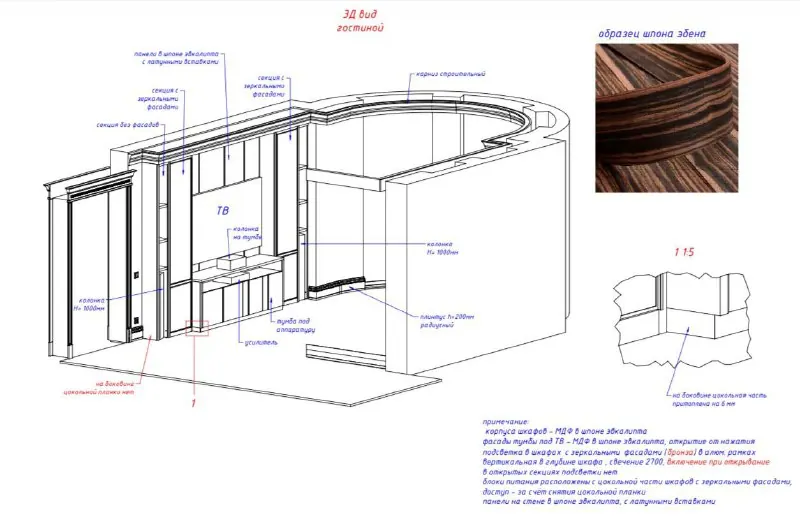 3Д вид
гостиной
образец шпона эбена
панели в шпоне эвкалипта
с латунными вставками
секция с
зеркальными
фасадами
секция с
зеркальными
фасадами
карниз строительный
секция без фасадов
ТВ
колонка
на тумбе
колонка
H= 1000мм
колонка
H= 1000мм
плинтус h=200мм
радиусный
тумба под
аппаратуру
усилитель
на боковине
цокольной планки нет
1
1 1:5
на боковине цокольная часть
притоплена на 6 мм
примечание:
корпуса шкафов - МДФ в шпоне эвкалипта
фасады тумбы под ТВ - МДФ в шпоне эвкалипта, открытие от нажатия
подсветка в шкафах с зеркальными фасадами (бронза) в алюм. рамках
вертикальная в глубине шкафа , свечение 2700, включение при открывание
в открытых секциях подсветки нет
блоки питания расположены с цокольной части шкафов с зеркальными фасадами,
доступ - за счёт снятия цокольной планки
панели на стене в шпоне эвкалипта, с латунными вставками